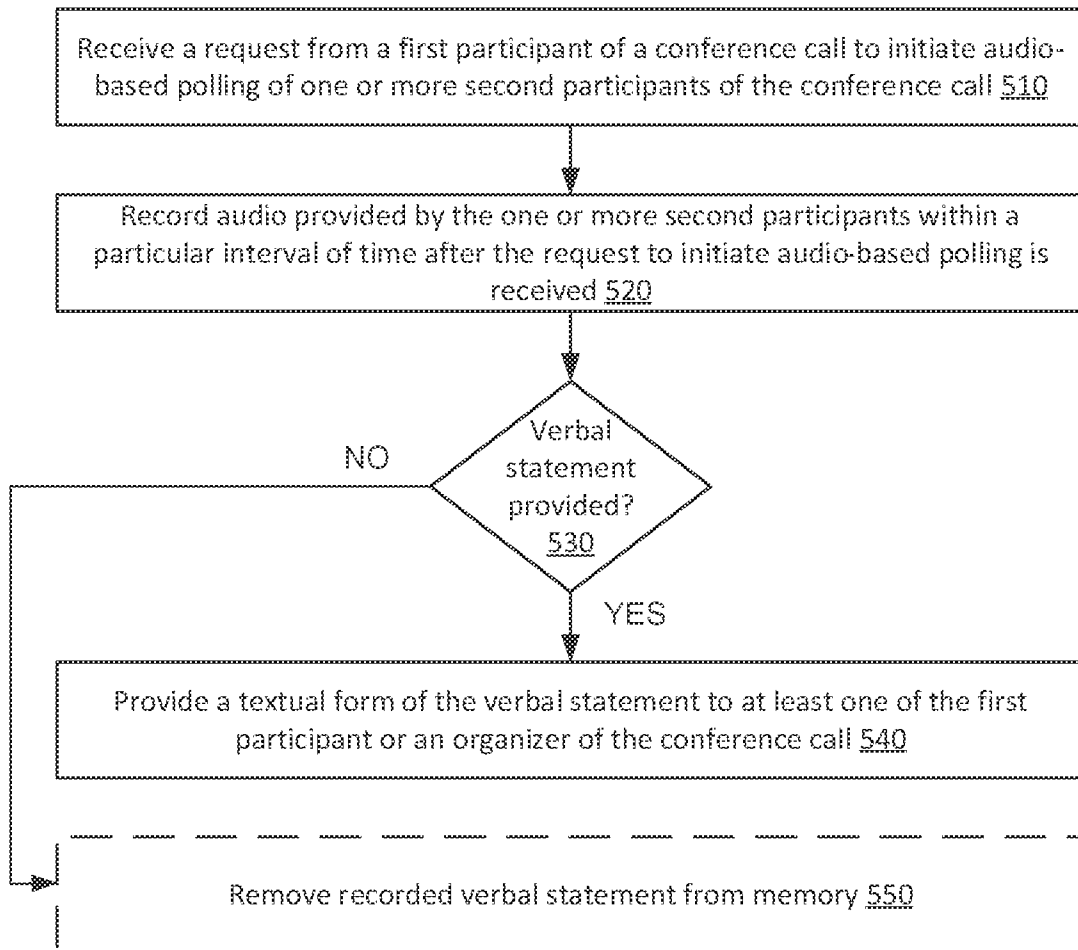 Receive a request from a first participant of a conference call to initiate audio-
based polling of one or more second participants of the conference call 510
Record audio provided by the one or more second participants within a
particular interval of time after the request to initiate audio-based polling is
received 520
Verbal
statement
provided?
530
NO
YES
Provide a textual form of the verbal statement to at least one of the first
participant or an organizer of the conference call 540
Remove recorded verbal statement from memory 550